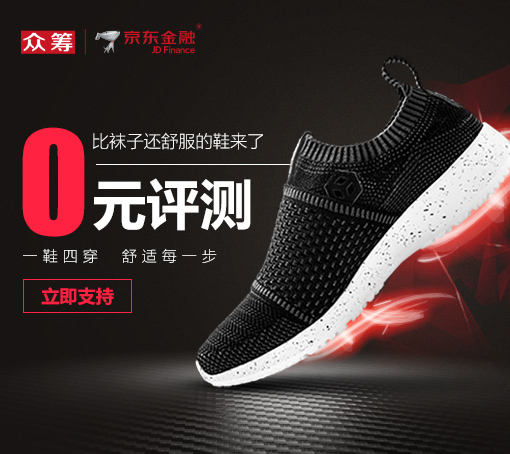 众筹 京东金融®
JD Finance
比袜子还舒服的鞋来了
0元评测
一鞋四穿 舒适每一步
立即支持